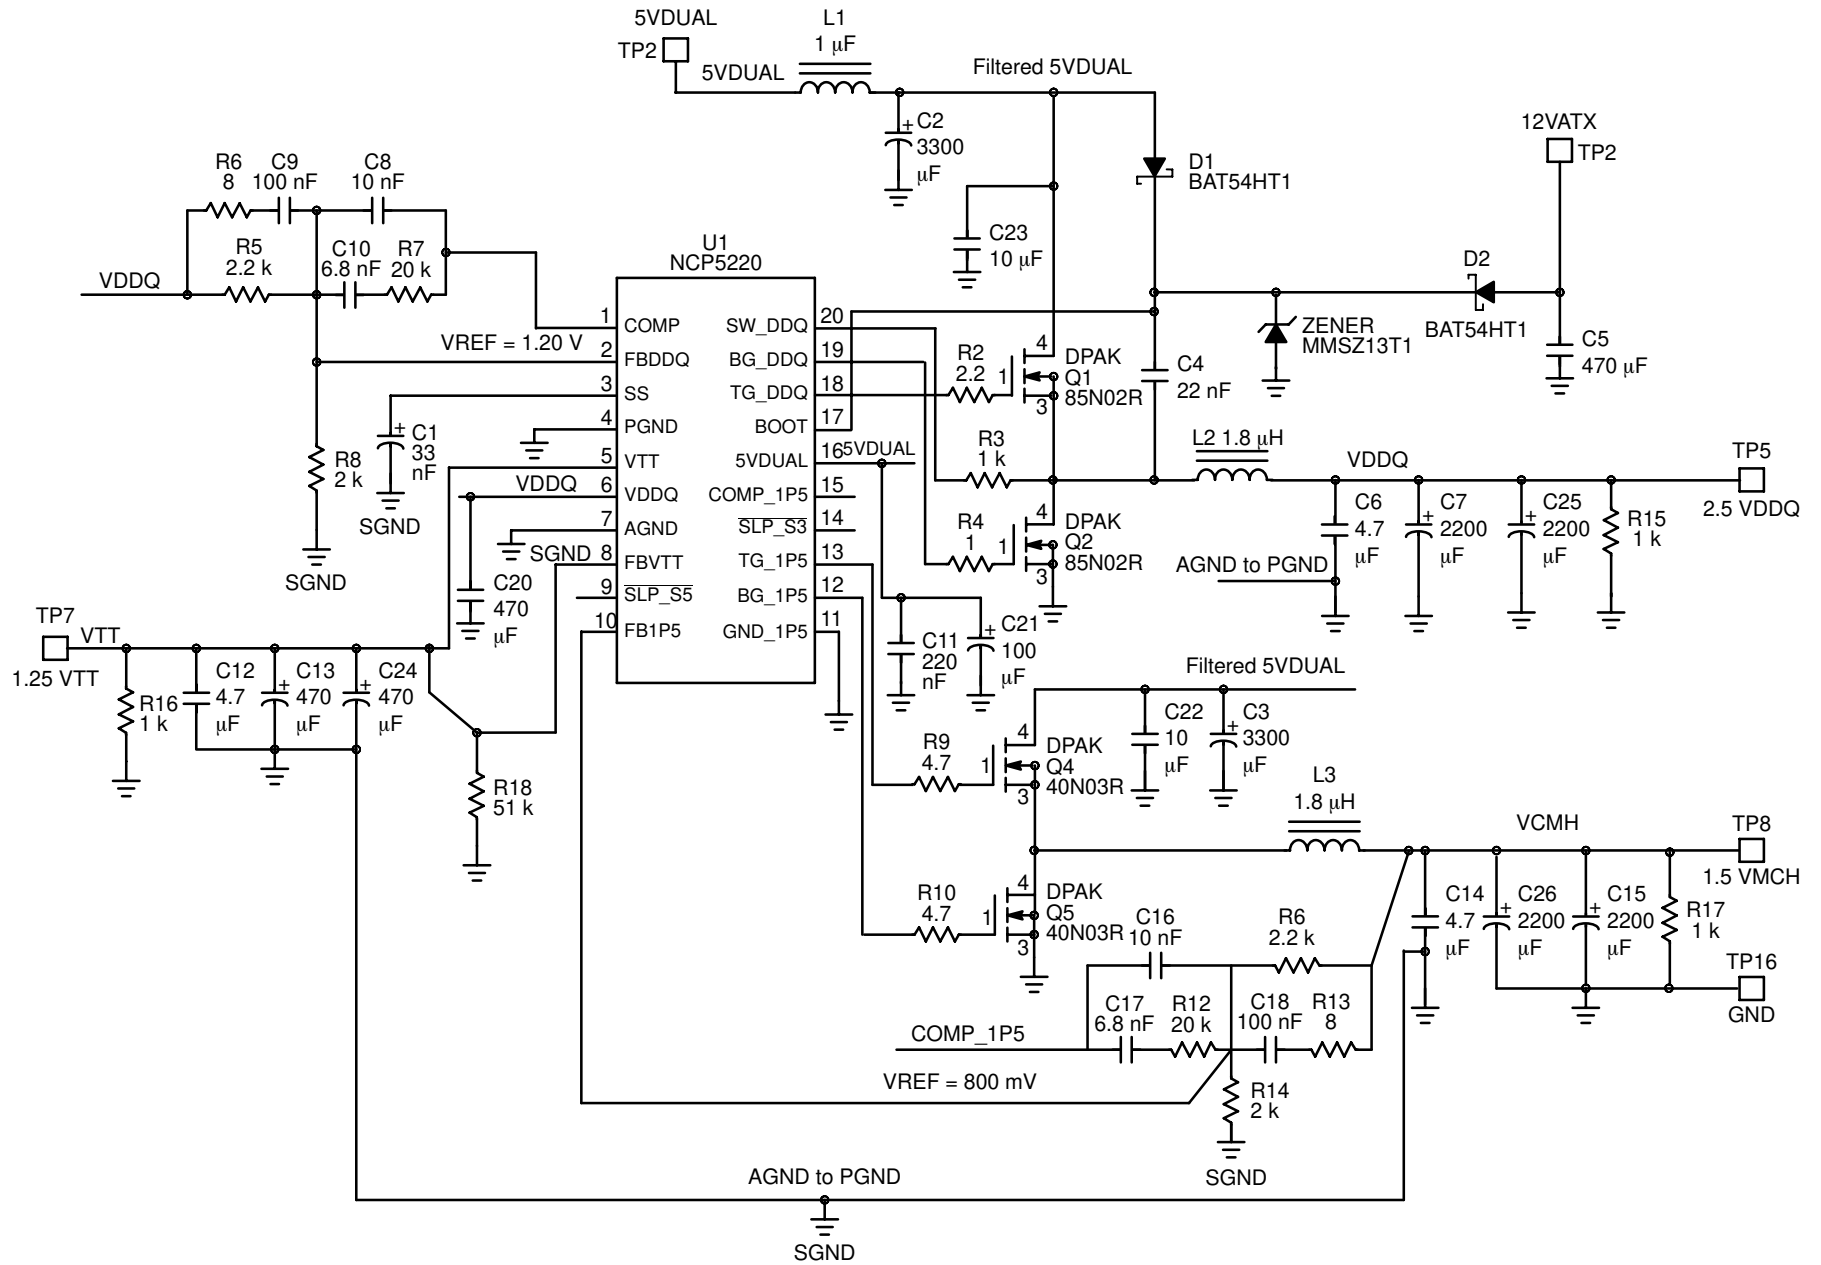 5VDUAL
TP2
5VDUAL
L1
1 μF
Filtered 5VDUAL
C2
3300
μF
+
12VATX
TP2
D1
BAT54HT1
R6
8
C9
100 nF
C8
10 nF
R5
2.2 k
C10
6.8 nF
R7
20 k
VDDQ
C23
10 μF
U1
NCP5220
D2
BAT54HT1
ZENER
MMSZ13T1
C5
470 μF
VREF = 1.20 V
1 COMP
2 FBDDQ
3 SS
4 PGND
5 VTT
6 VDDQ
7 AGND
8 FBVTT
9 SLP_S5
10 FB1P5
SW_DDQ 20
BG_DDQ 19
TG_DDQ 18
BOOT 17
5VDUAL 16
COMP_1P5 15
SLP_S3 14
TG_1P5 13
BG_1P5 12
GND_1P5 11
R2
2.2
4
1
3
DPAK
Q1
85N02R
C4
22 nF
R3
1 k
R4
1
4
1
3
DPAK
Q2
85N02R
5VDUAL
L2 1.8 μH
VDDQ
TP5
2.5 VDDQ
C6
4.7
μF
+
C7
2200
μF
+
C25
2200
μF
R15
1 k
AGND to PGND
R8
2 k
SGND
+
C1
33
nF
SGND
VDDQ
SGND
C20
470
μF
TP7
VTT
1.25 VTT
R16
1 k
C12
4.7
μF
+
C13
470
μF
+
C24
470
μF
R18
51 k
C11
220
nF
+
C21
100
μF
Filtered 5VDUAL
C22
10
μF
+
C3
3300
μF
R9
4.7
4
1
3
DPAK
Q4
40N03R
L3
1.8 μH
VCMH
TP8
1.5 VMCH
R10
4.7
4
1
3
DPAK
Q5
40N03R
C14
4.7
μF
+
C26
2200
μF
+
C15
2200
μF
R17
1 k
TP16
GND
C16
10 nF
R6
2.2 k
C17
6.8 nF
R12
20 k
C18
100 nF
R13
8
COMP_1P5
VREF = 800 mV
R14
2 k
SGND
AGND to PGND
SGND